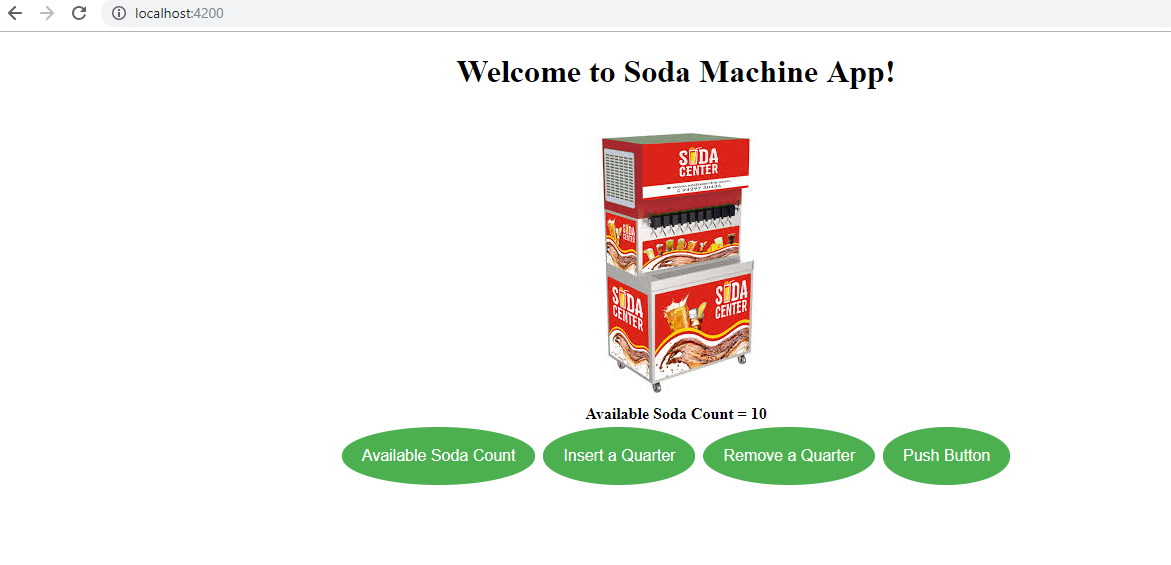 localhost:4200
Welcome to Soda Machine App!
SODA
CENTER
SODA
CENTER
SODA
CENTER
Available Soda Count = 10
Available Soda Count
Insert a Quarter
Remove a Quarter
Push Button